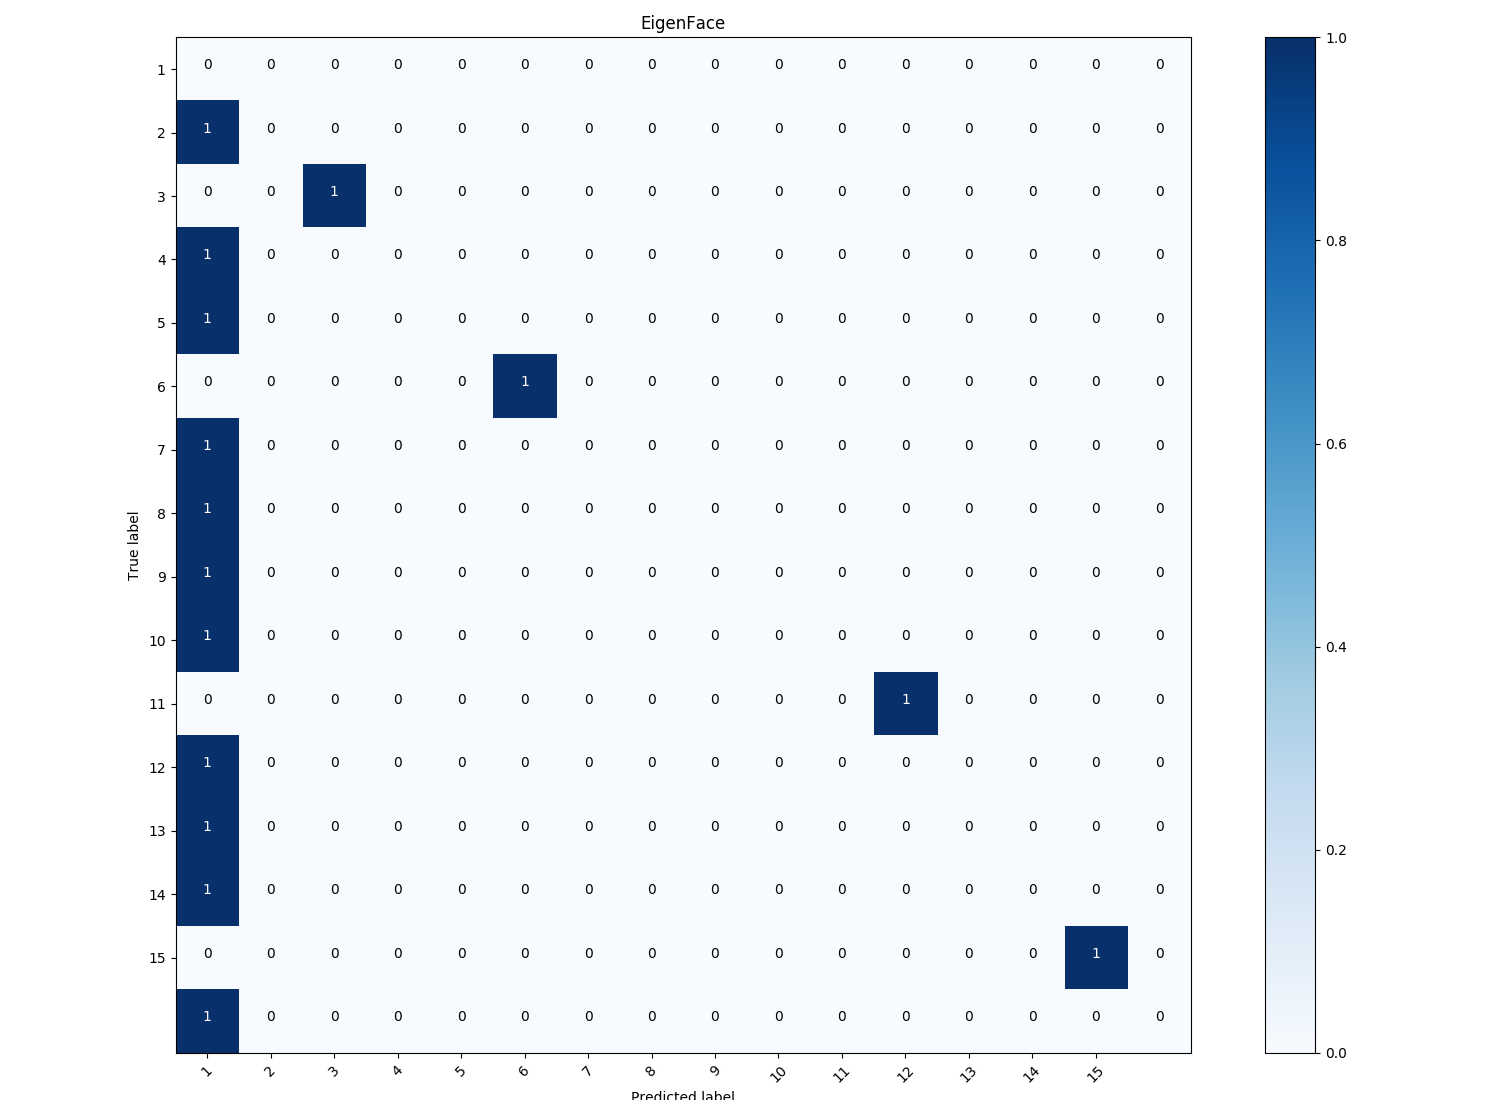 EigenFace
1 0 0 0 0 0 0 0 0 0 0 0 0 0 0 0 0
2 1 0 0 0 0 0 0 0 0 0 0 0 0 0 0 0
3 0 0 1 0 0 0 0 0 0 0 0 0 0 0 0 0
4 1 0 0 0 0 0 0 0 0 0 0 0 0 0 0 0
5 1 0 0 0 0 0 0 0 0 0 0 0 0 0 0 0
6 0 0 0 0 0 1 0 0 0 0 0 0 0 0 0 0
7 1 0 0 0 0 0 0 0 0 0 0 0 0 0 0 0
8 1 0 0 0 0 0 0 0 0 0 0 0 0 0 0 0
9 1 0 0 0 0 0 0 0 0 0 0 0 0 0 0 0
10 1 0 0 0 0 0 0 0 0 0 0 0 0 0 0 0
11 0 0 0 0 0 0 0 0 0 0 0 1 0 0 0 0
12 1 0 0 0 0 0 0 0 0 0 0 0 0 0 0 0
13 1 0 0 0 0 0 0 0 0 0 0 0 0 0 0 0
14 1 0 0 0 0 0 0 0 0 0 0 0 0 0 0 0
15 0 0 0 0 0 0 0 0 0 0 0 0 0 0 1 0
1 0 0 0 0 0 0 0 0 0 0 0 0 0 0 0
1 2 3 4 5 6 7 8 9 10 11 12 13 14 15
True label
Predicted label
1.0
0.8
0.6
0.4
0.2
0.0